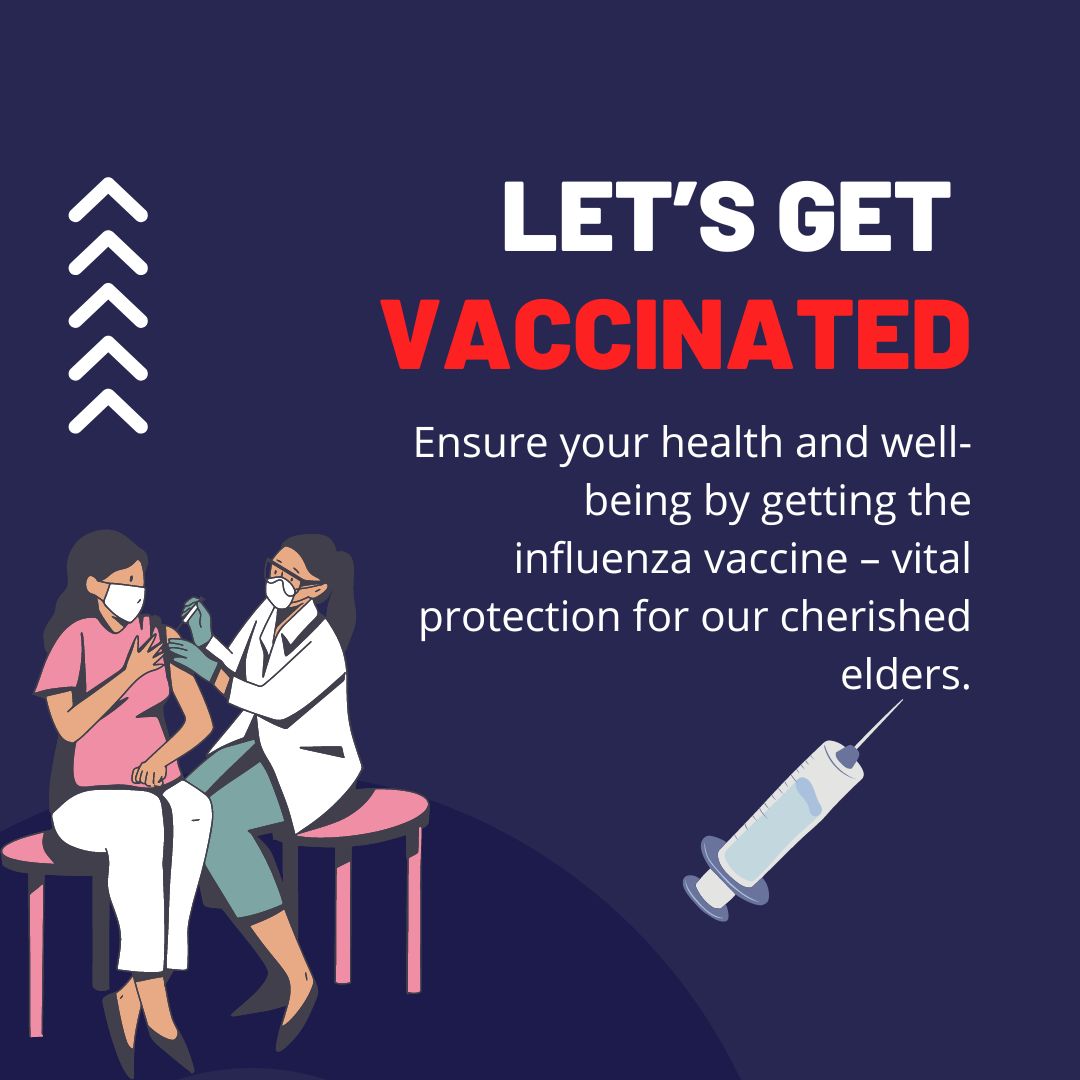 LET’S GET
VACCINATED
Ensure your health and well-
being by getting the
influenza vaccine – vital
protection for our cherished
elders.